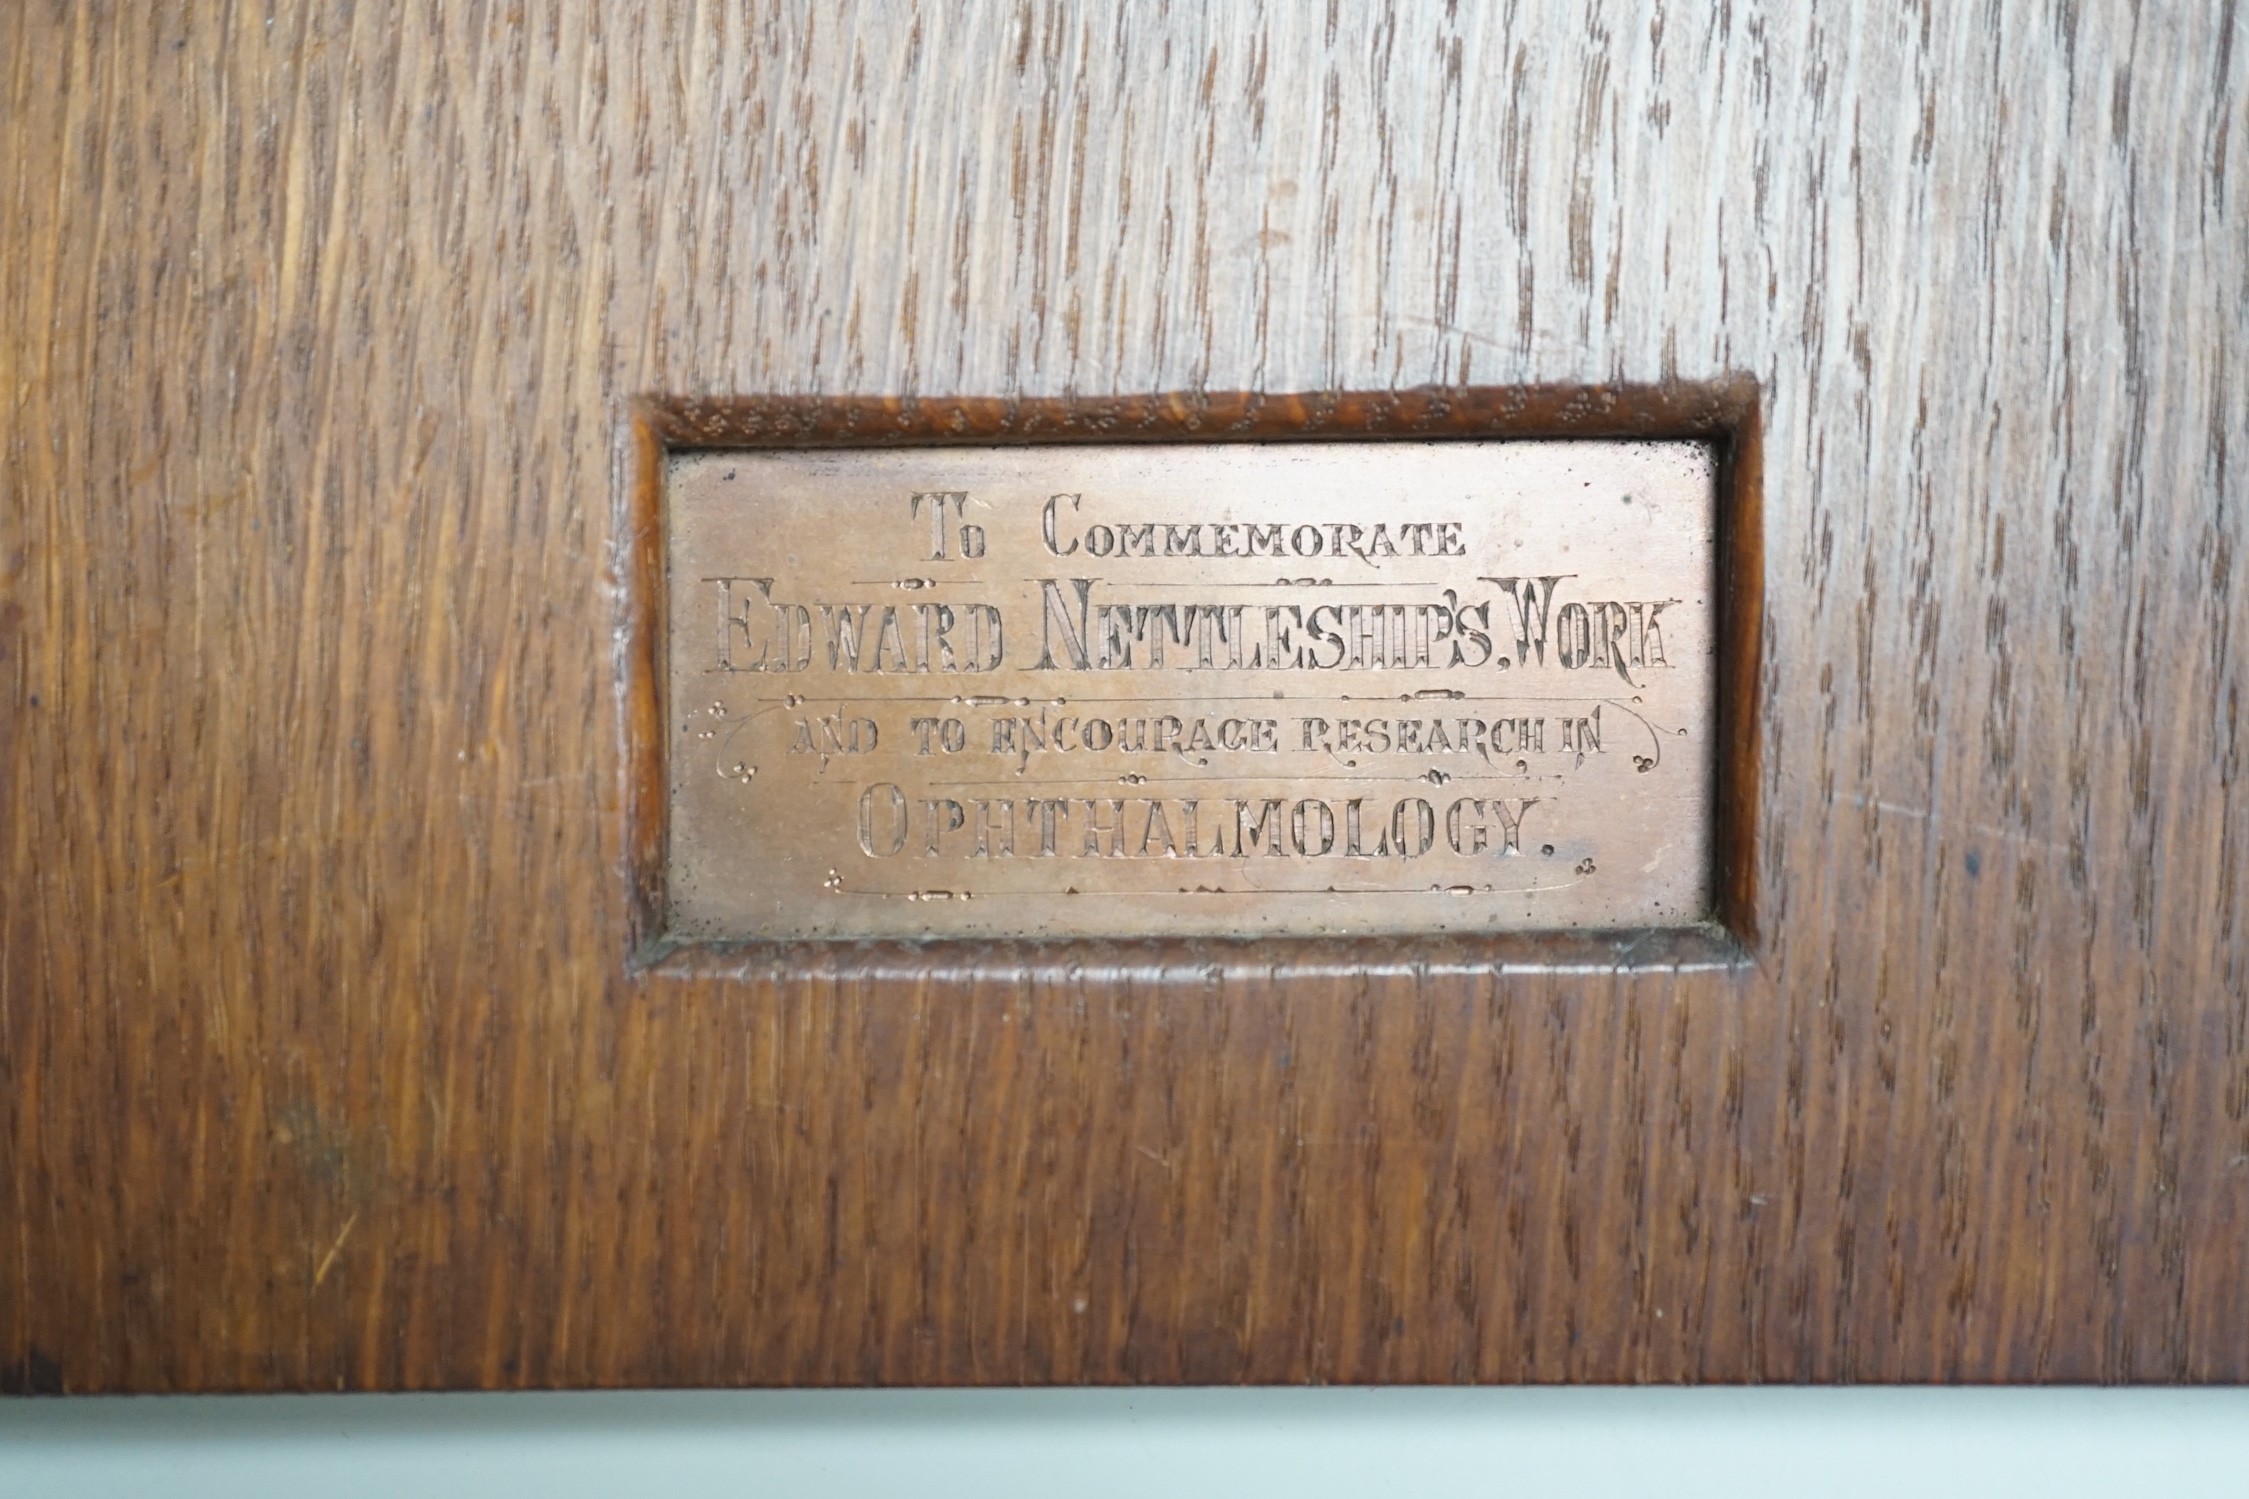 To Commemorate
Edward Nettleship's, Work
and to encourage research in
Ophthalmology.